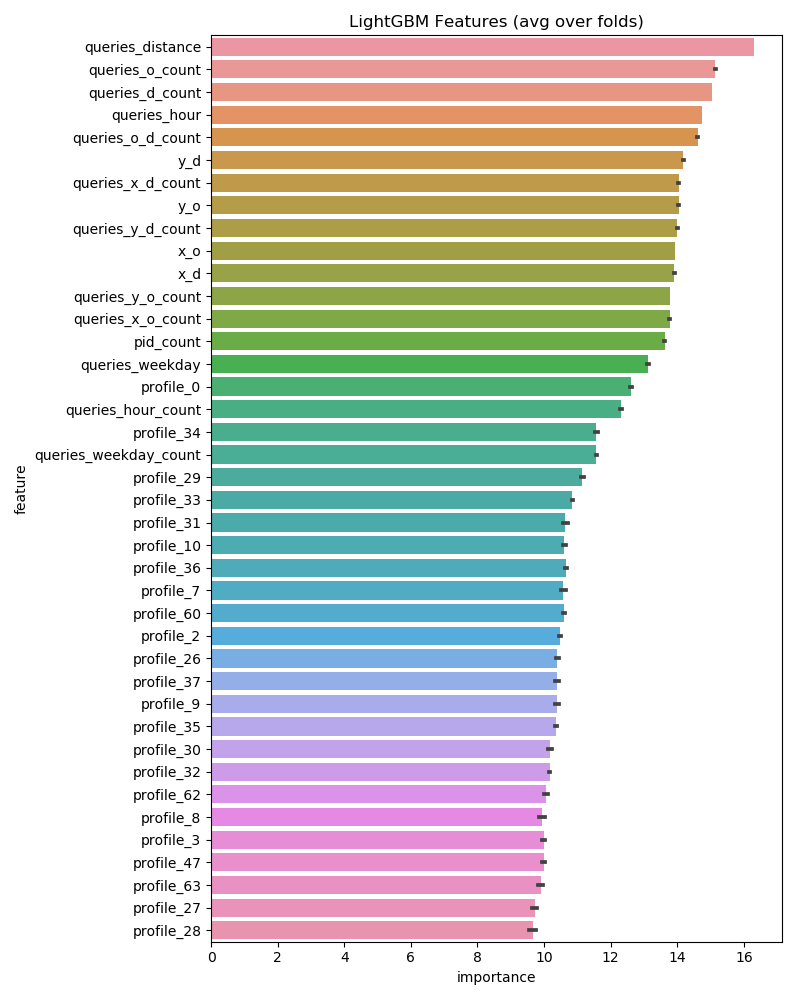 LightGBM Features (avg over folds)
queries_distance
queries_o_count
queries_d_count
queries_hour
queries_o_d_count
y_d
queries_x_d_count
y_o
queries_y_d_count
x_o
x_d
queries_y_o_count
queries_x_o_count
pid_count
queries_weekday
profile_0
queries_hour_count
profile_34
queries_weekday_count
profile_29
profile_33
profile_31
profile_10
profile_36
profile_7
profile_60
profile_2
profile_26
profile_37
profile_9
profile_35
profile_30
profile_32
profile_62
profile_8
profile_3
profile_47
profile_63
profile_27
profile_28
feature
0 2 4 6 8 10 12 14 16
importance